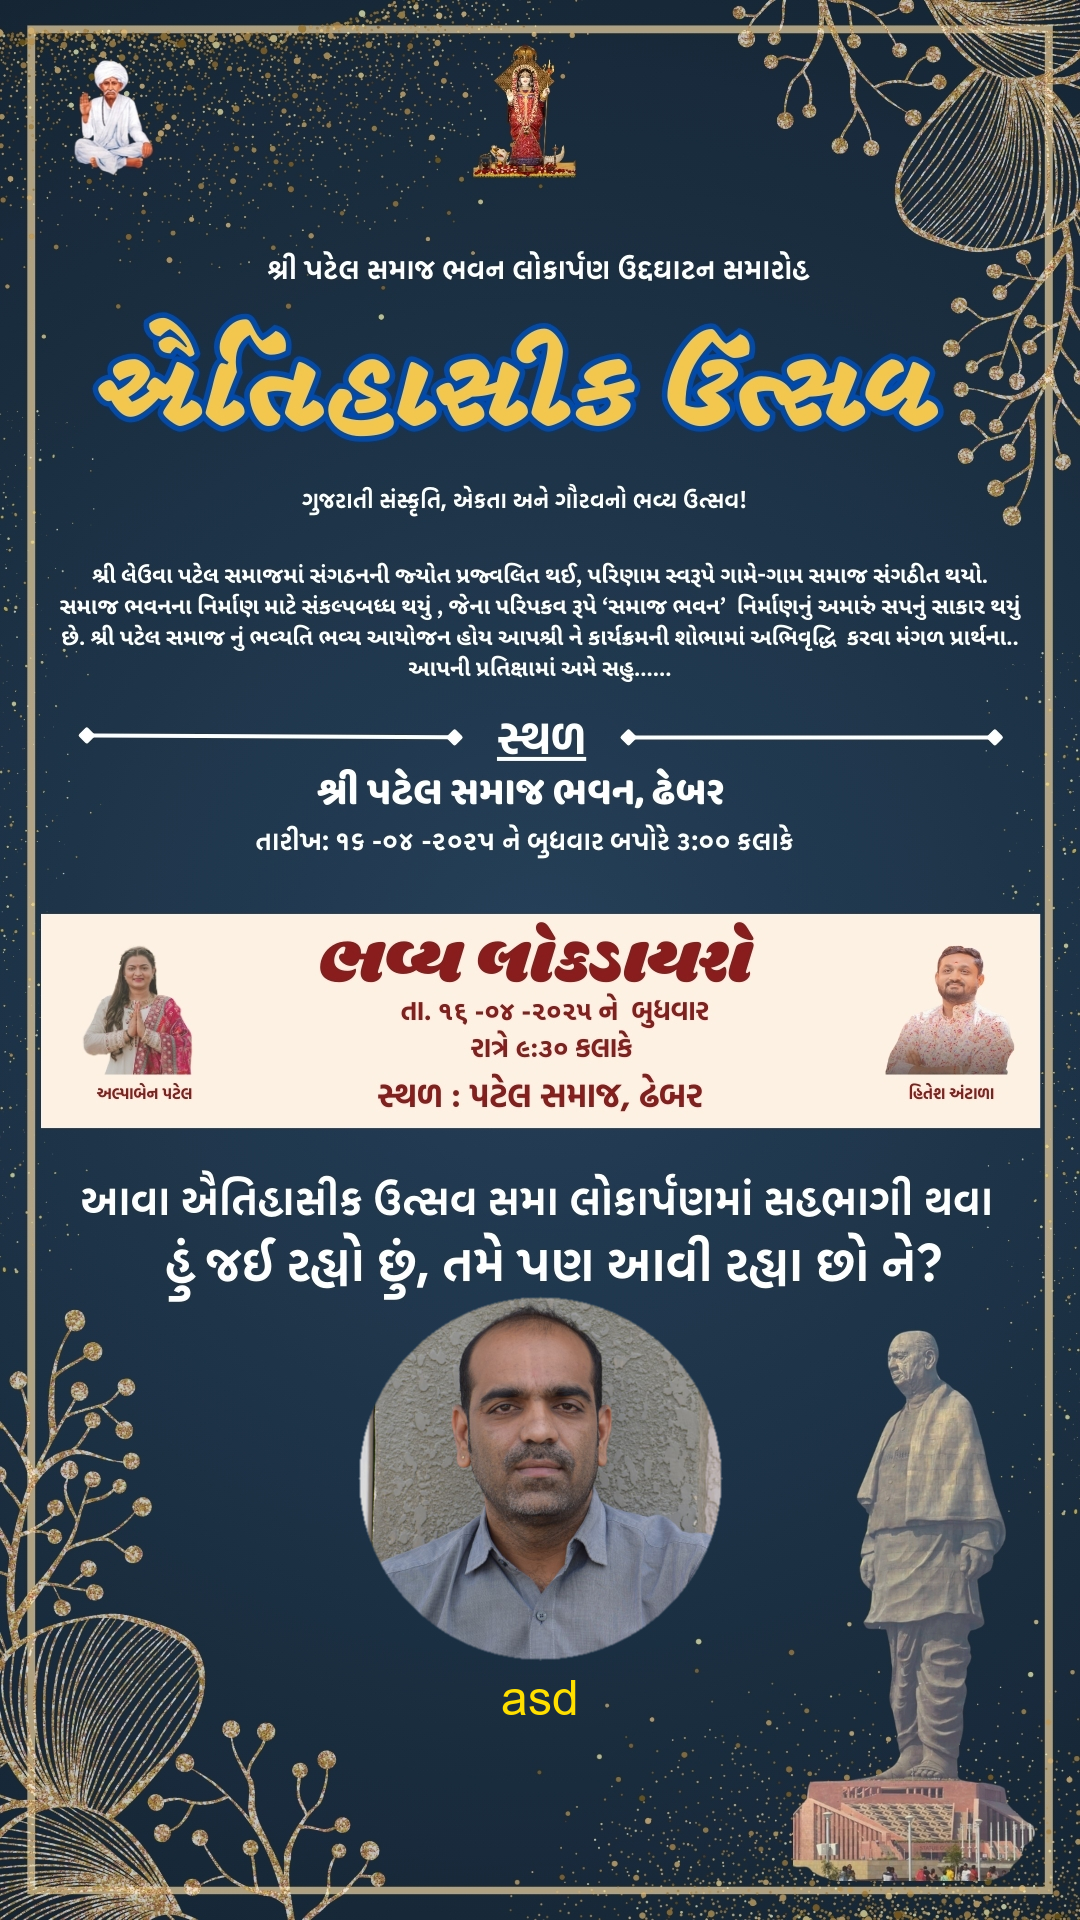 શ્રી પટેલ સમાજ ભવન લોકાર્પણ ઉદ્દઘાટન સમારોહ
ઐતિહાસીક ઉત્સવ
ગુજરાતી સંસ્કૃતિ, એકતા અને ગૌરવનો ભવ્ય ઉત્સવ!
શ્રી લેઉવા પટેલ સમાજમાં સંગઠનની જ્યોત પ્રજ્વલિત થઈ, પરિણામ સ્વરૂપે ગામે-ગામ સમાજ સંગઠીત થયો.
સમાજ ભવનના નિર્માણ માટે સંકલ્પબધ્ધ થયું , જેના પરિપકવ રૂપે ‘સમાજ ભવન’ નિર્માણનું અમારું સપનું સાકાર થયું
છે. શ્રી પટેલ સમાજ નું ભવ્યતિ ભવ્ય આયોજન હોય આપશ્રી ને કાર્યક્રમની શોભામાં અભિવૃદ્ધિ કરવા મંગળ પ્રાર્થના..
આપની પ્રતિક્ષામાં અમે સહુ......
સ્થળ
શ્રી પટેલ સમાજ ભવન, ઢેબર
તારીખ: ૧૬ -૦૪ -૨૦૨૫ ને બુધવાર બપોરે ૩:૦૦ કલાકે
ભવ્ય લોકડાયરો
તા. ૧૬ -૦૪ -૨૦૨૫ ને બુધવાર
રાત્રે ૯:૩૦ કલાકે
સ્થળ : પટેલ સમાજ, ઢેબર
અલ્પાબેન પટેલ
હિતેશ અંટાળા
આવા ઐતિહાસીક ઉત્સવ સમા લોકાર્પણમાં સહભાગી થવા
હું જઈ રહ્યો છું, તમે પણ આવી રહ્યા છો ને?
asd